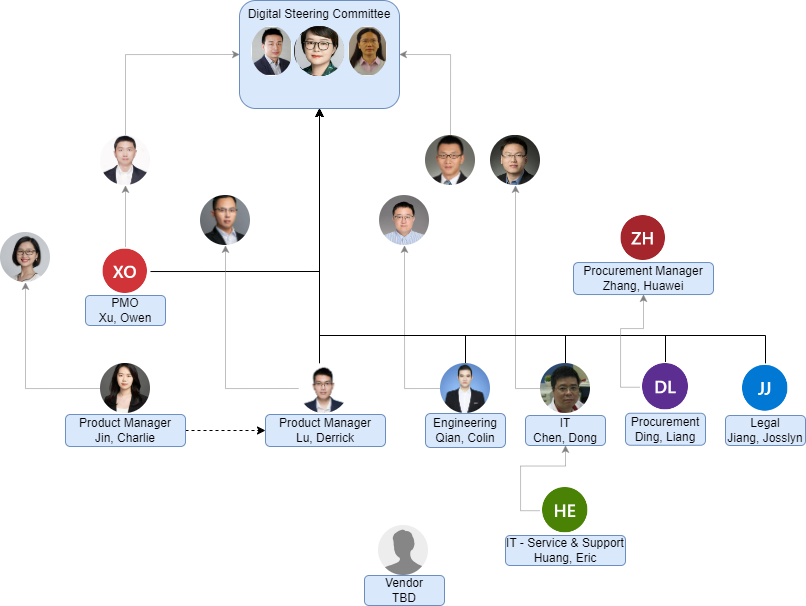 Digital Steering Committee
ZH
Procurement Manager
Zhang, Huawei
XO
PMO
Xu, Owen
Product Manager
Jin, Charlie
Product Manager
Lu, Derrick
Engineering
Qian, Colin
IT
Chen, Dong
DL
Procurement
Ding, Liang
JJ
Legal
Jiang, Josslyn
HE
IT - Service & Support
Huang, Eric
Vendor
TBD